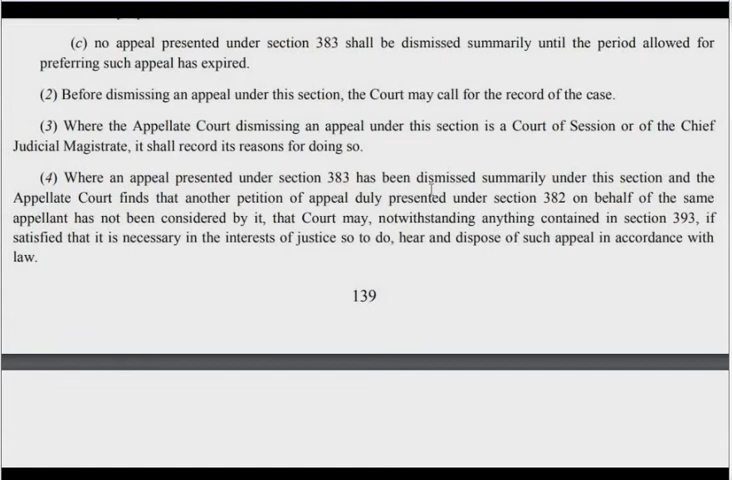 (c) no appeal presented under section 383 shall be dismissed summarily until the period allowed for
preferring such appeal has expired.
(2) Before dismissing an appeal under this section, the Court may call for the record of the case.
(3) Where the Appellate Court dismissing an appeal under this section is a Court of Session or of the Chief
Judicial Magistrate, it shall record its reasons for doing so.
(4) Where an appeal presented under section 383 has been dismissed summarily under this section and the
Appellate Court finds that another petition of appeal duly presented under section 382 on behalf of the same
appellant has not been considered by it, that Court may, notwithstanding anything contained in section 393, if
satisfied that it is necessary in the interests of justice so to do, hear and dispose of such appeal in accordance with
law.
139